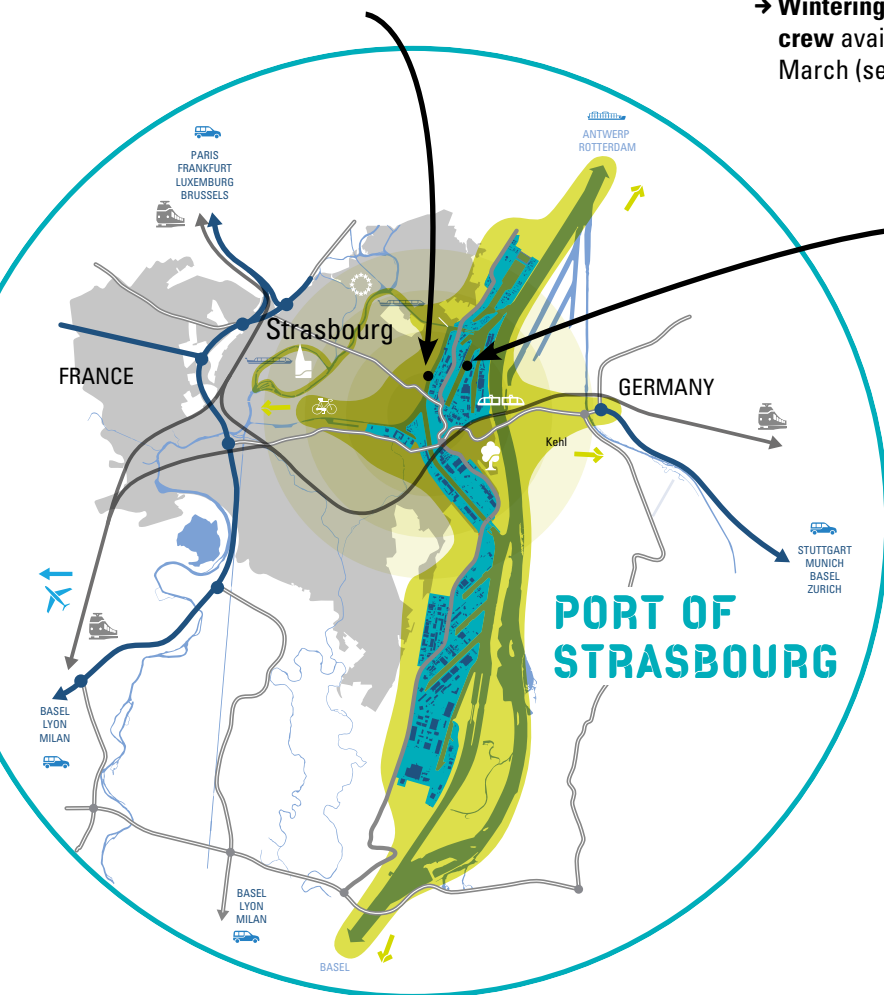 → Wintering
crew avai
March (se
ANTWERP
ROTTERDAM
PARIS
FRANKFURT
LUXEMBURG
BRUSSELS
Strasbourg
FRANCE
GERMANY
Kehl
STUTTGART
MUNICH
BASEL
ZURICH
PORT OF
STRASBOURG
BASEL
LYON
MILAN
BASEL
LYON
MILAN
BASEL